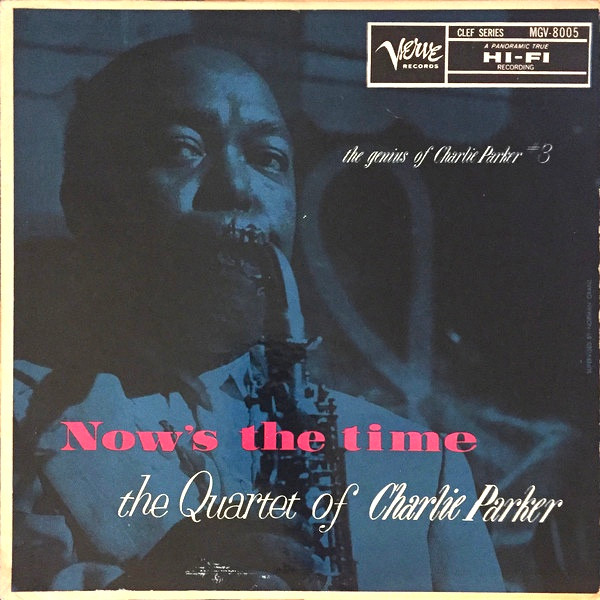 Verve
RECORDS
CLEF SERIES MGV-8005
A PANORAMIC TRUE
HI-FI
RECORDING
the genius of Charlie Parker #3
Now's the time
the Quartet of Charlie Parker